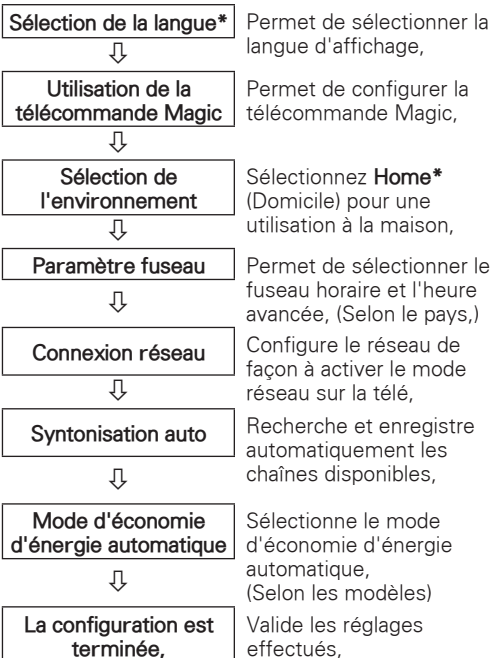 Sélection de la langue*
Permet de sélectionner la
langue d'affichage,
Utilisation de la
télécommande Magic
Permet de configurer la
télécommande Magic,
Sélection de
l'environnement
Sélectionnez Home*
(Domicile) pour une
utilisation à la maison,
Paramètre fuseau
Permet de sélectionner le
fuseau horaire et l'heure
avancée, (Selon le pays,)
Connexion réseau
Configure le réseau de
façon à activer le mode
réseau sur la télé,
Syntonisation auto
Recherche et enregistre
automatiquement les
chaînes disponibles,
Mode d'économie
d'énergie automatique
Sélectionne le mode
d'économie d'énergie
automatique,
(Selon les modèles)
La configuration est
terminée,
Valide les réglages
effectués,